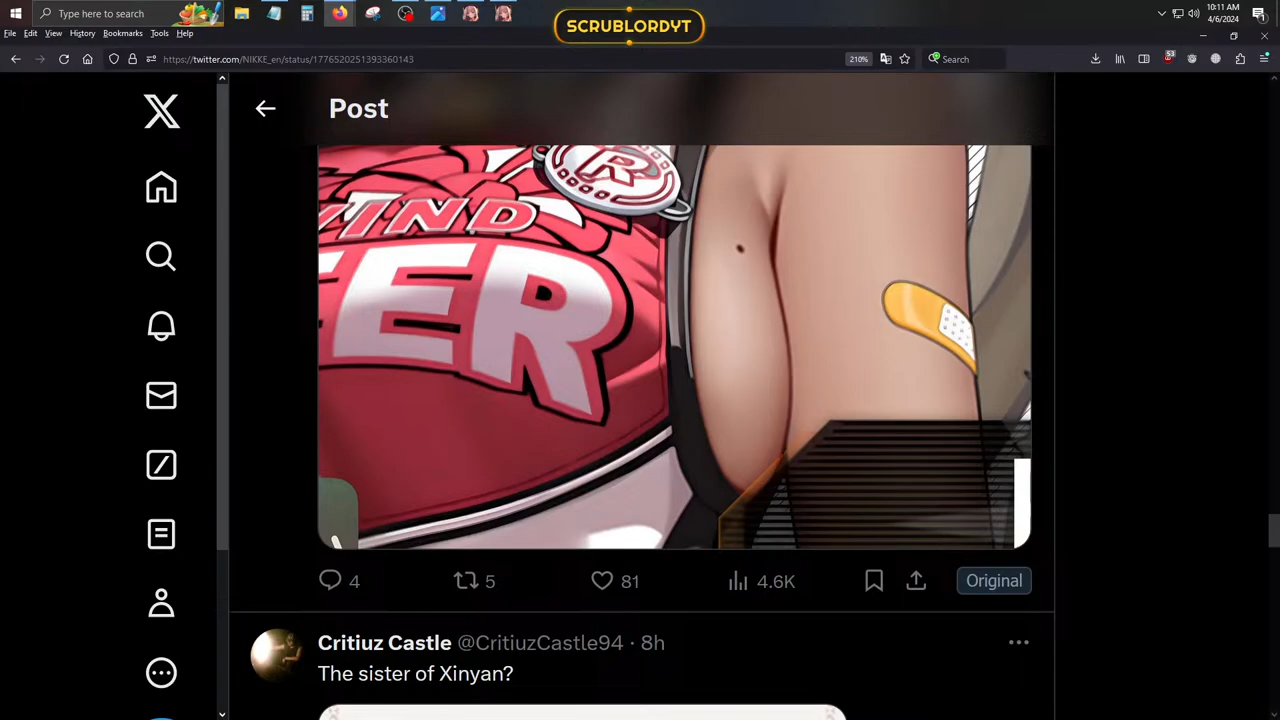 Type here to search
SCRUBLORDYT
10:11 AM
4/6/2024
File Edit View History Bookmarks Tools Help
https://twitter.com/NIKKE_en/status/1776520251393360143
210%
Search
53
Post
R
WIND
ER
4
5
81
4.6K
Original
Critiuz Castle @CritiuzCastle94 · 8h
The sister of Xinyan?